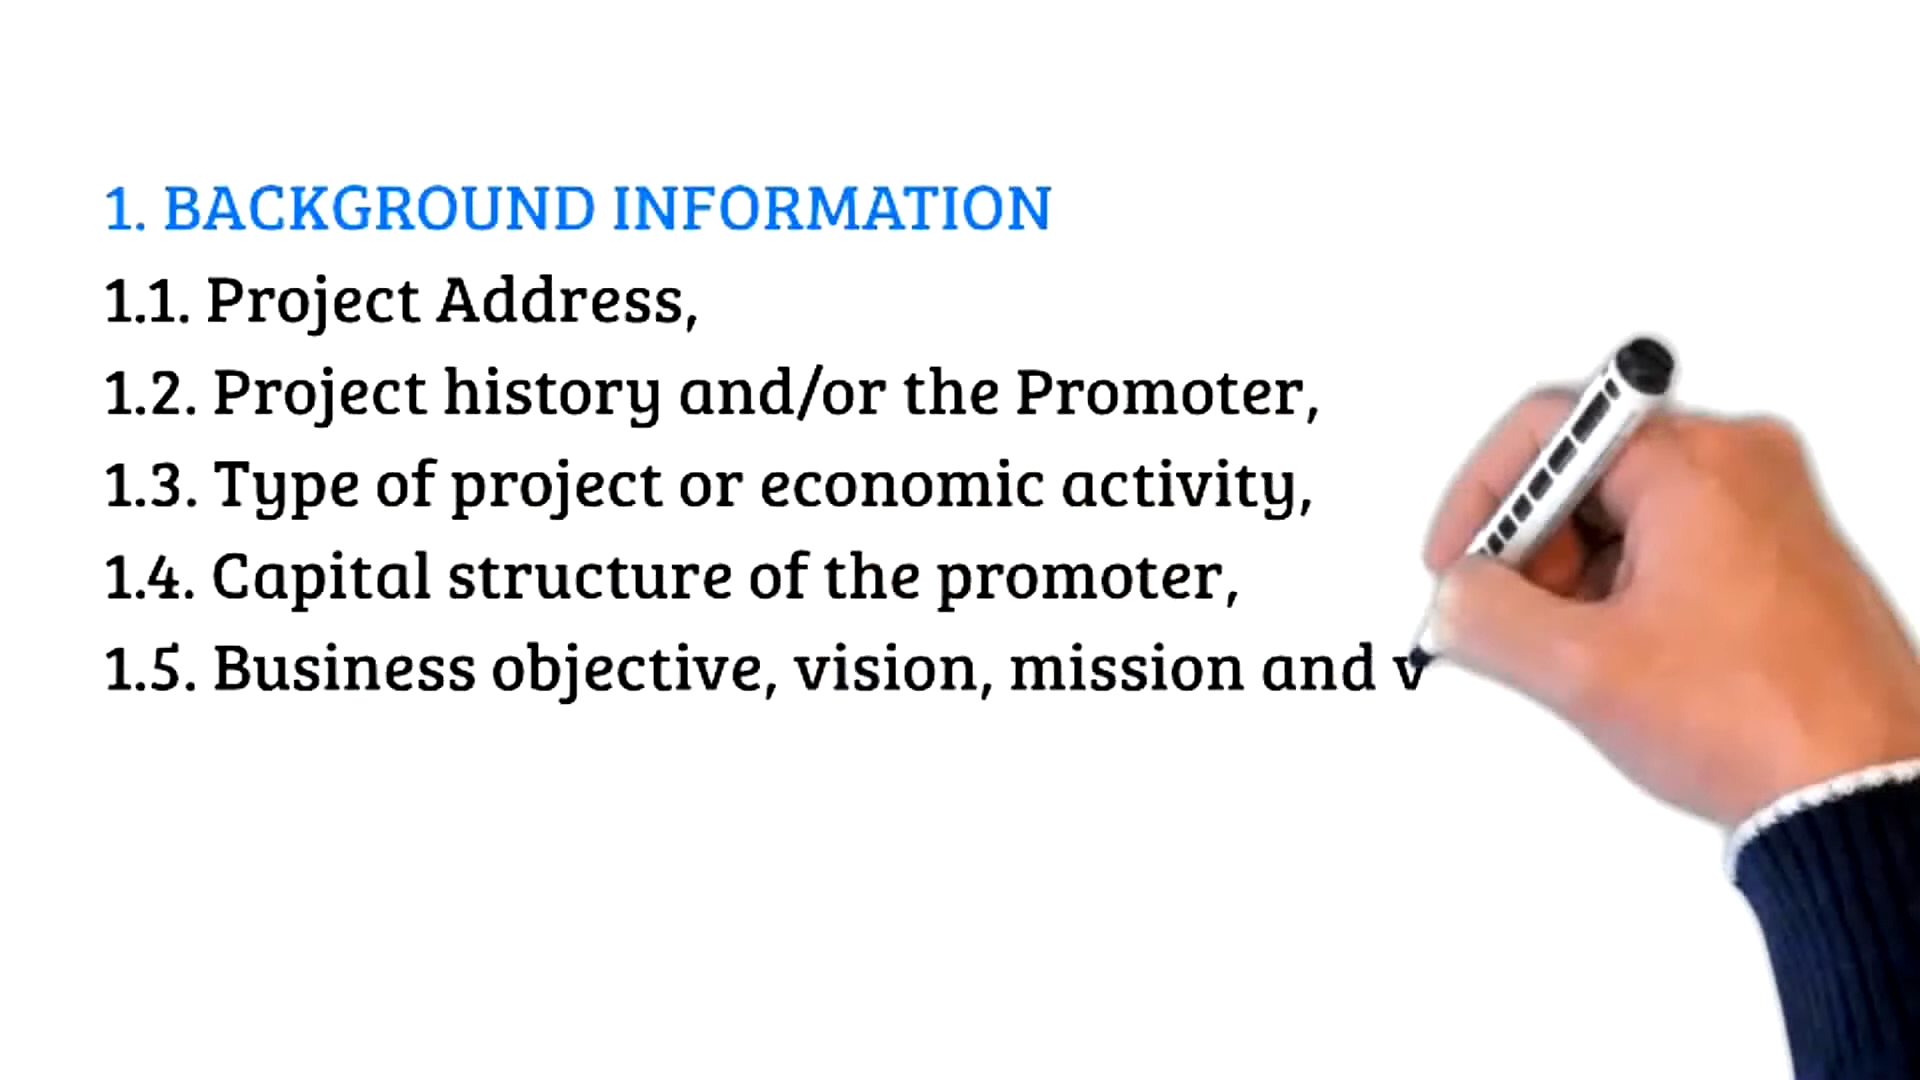 1. BACKGROUND INFORMATION
1.1. Project Address,
1.2. Project history and/or the Promoter,
1.3. Type of project or economic activity,
1.4. Capital structure of the promoter,
1.5. Business objective, vision, mission and v